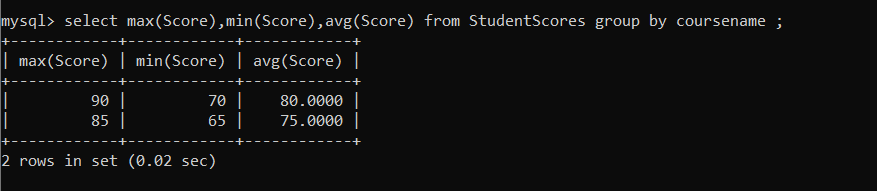 mysql> select max(Score),min(Score),avg(Score) from StudentScores group by coursename ;
+------------+------------+------------+
| max(Score) | min(Score) | avg(Score) |
+------------+------------+------------+
|         90 |         70 |    80.0000 |
|         85 |         65 |    75.0000 |
+------------+------------+------------+
2 rows in set (0.02 sec)